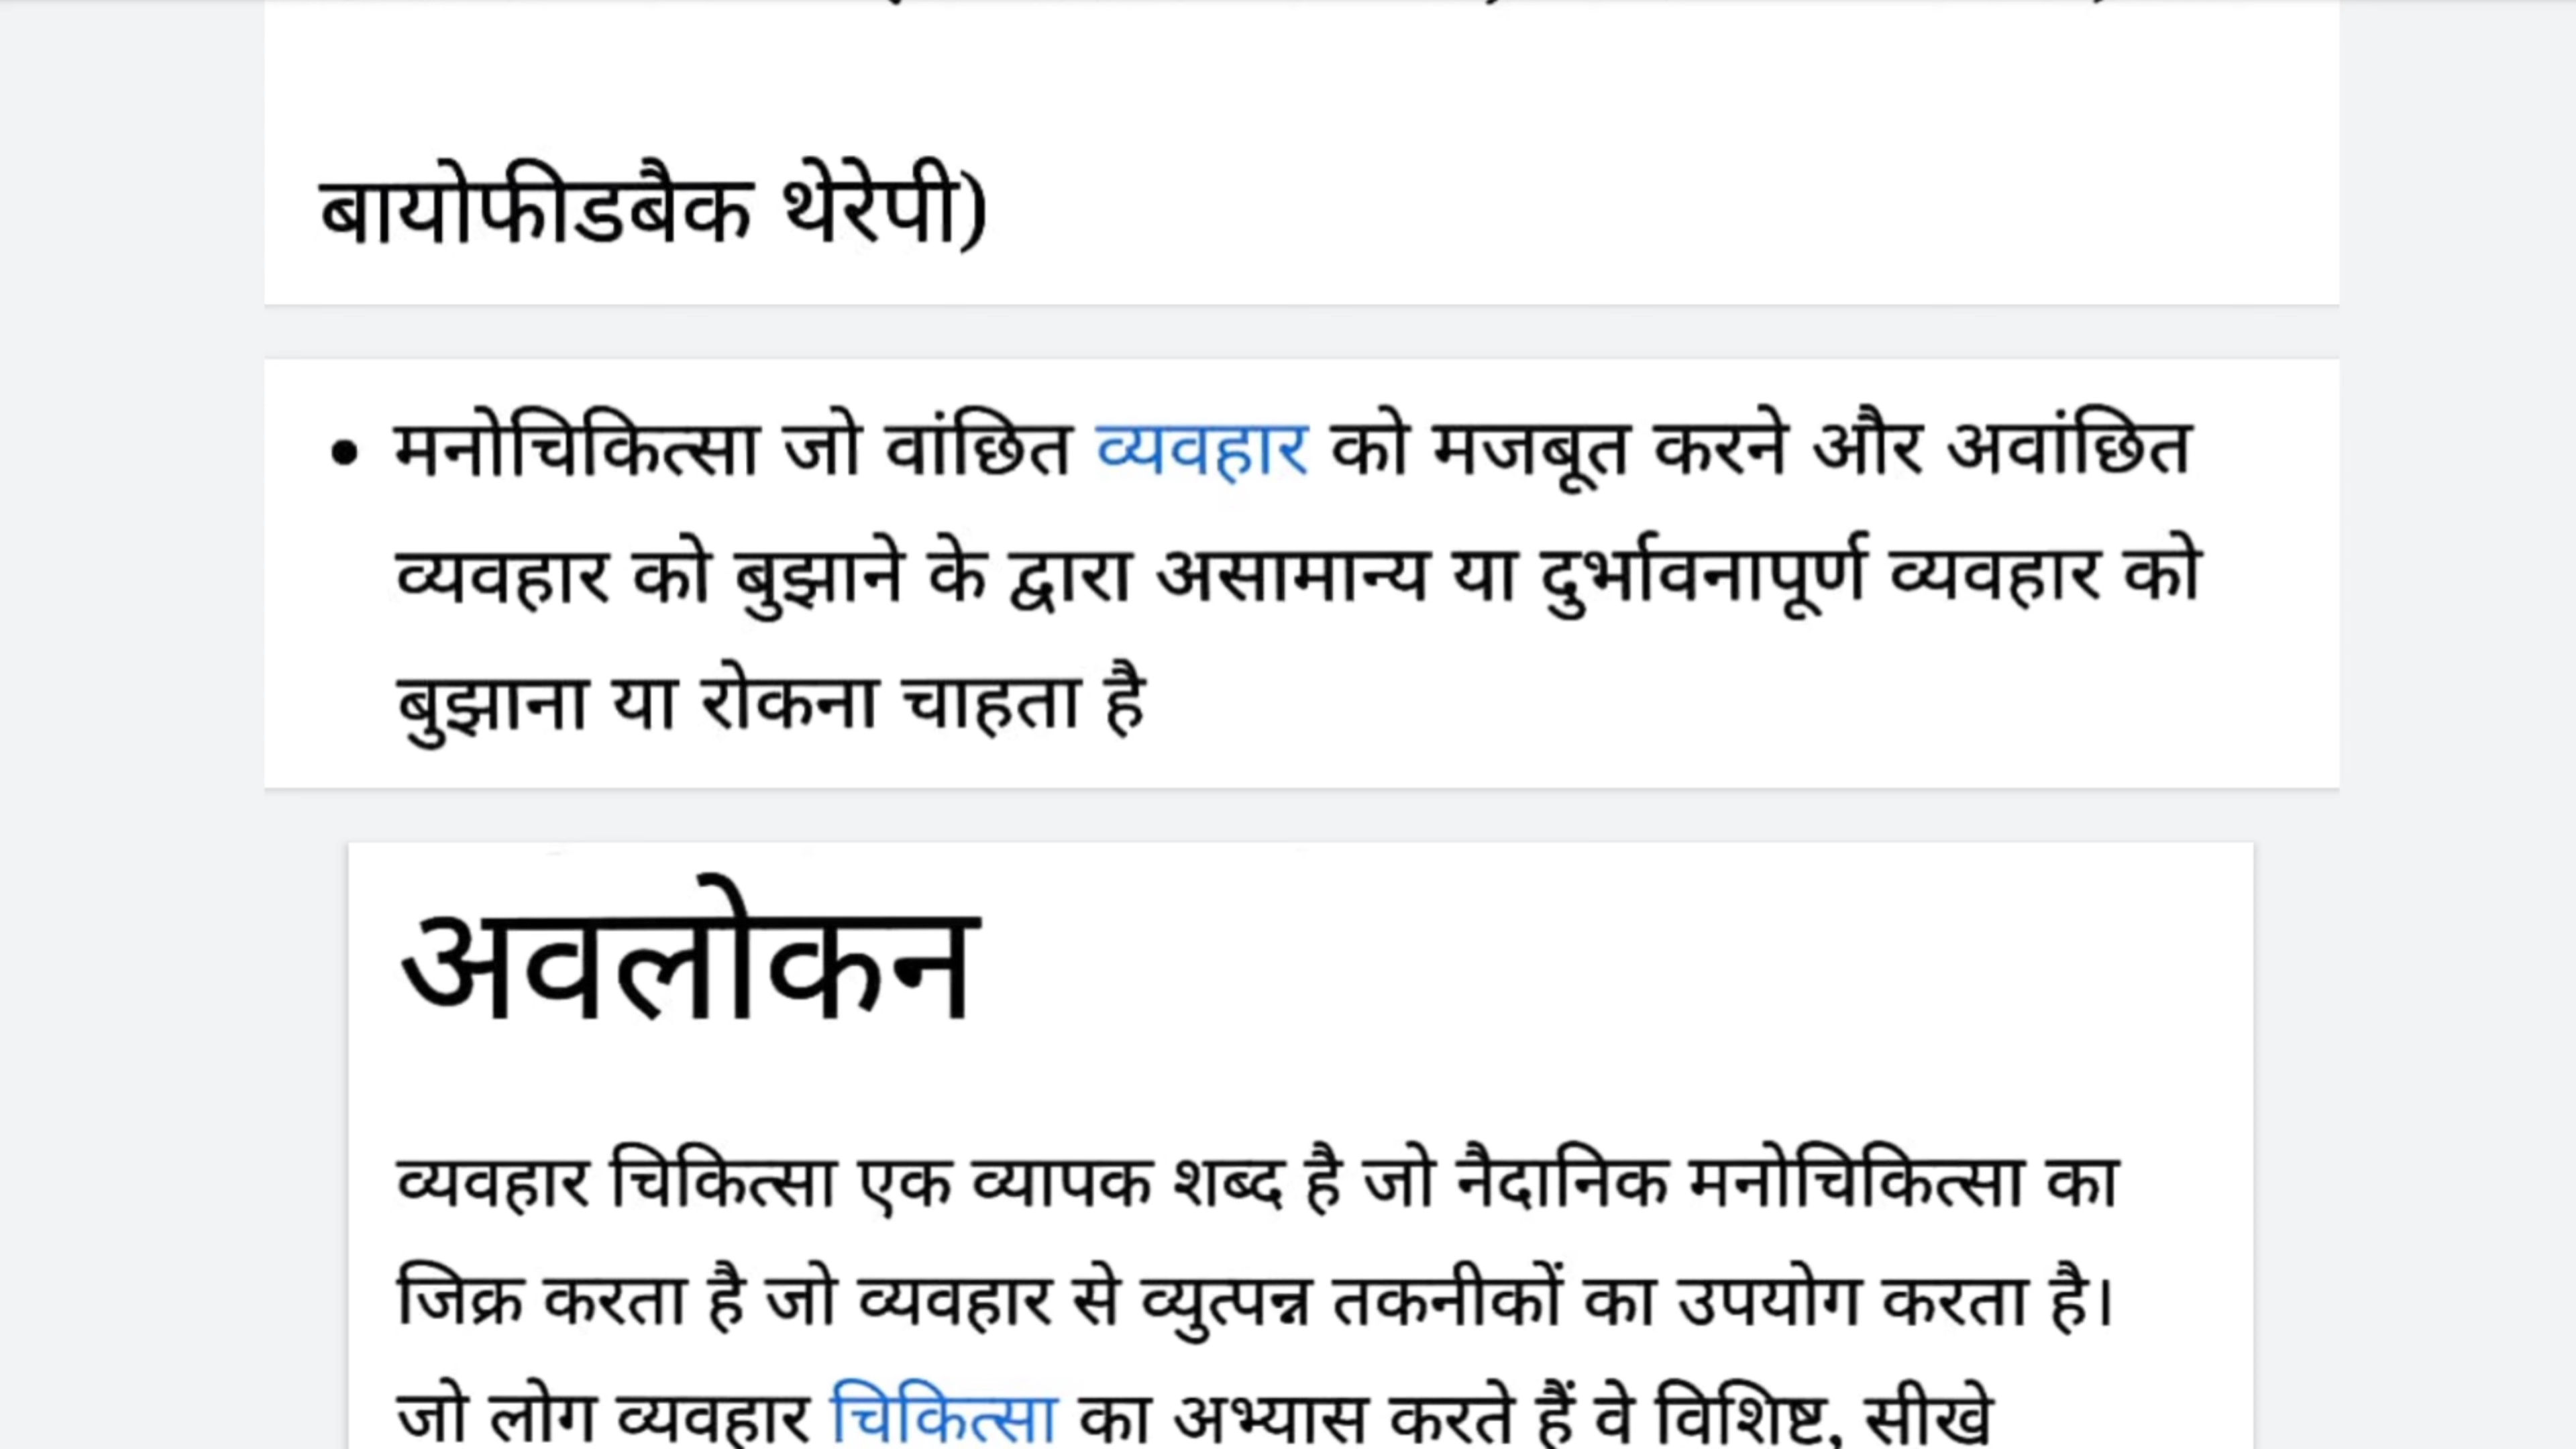 बायोफीडबैक थेरेपी)
• मनोचिकित्सा जो वांछित व्यवहार को मजबूत करने और अवांछित
व्यवहार को बुझाने के द्वारा असामान्य या दुर्भावनापूर्ण व्यवहार को
बुझाना या रोकना चाहता है
अवलोकन
व्यवहार चिकित्सा एक व्यापक शब्द है जो नैदानिक मनोचिकित्सा का
जिक्र करता है जो व्यवहार से व्युत्पन्न तकनीकों का उपयोग करता है।
जो लोग व्यवहार चिकित्सा का अभ्यास करते हैं वे विशिष्ट, सीखे